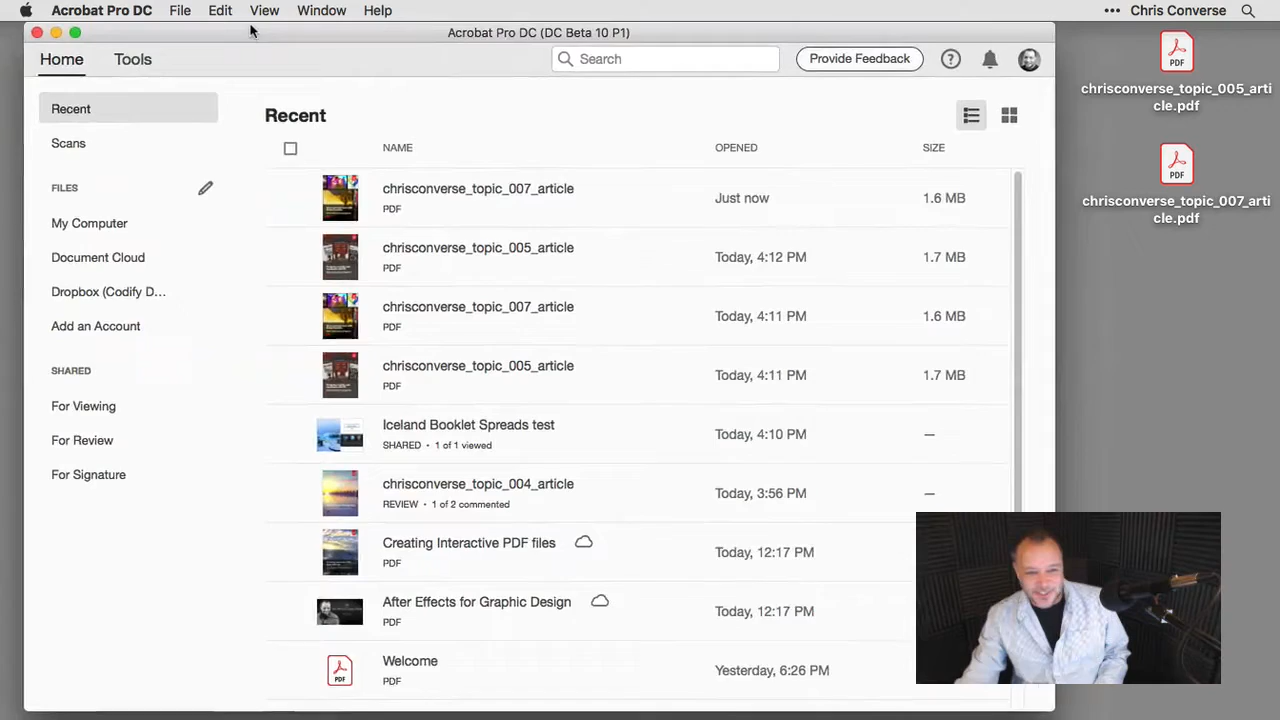 Acrobat Pro DC File Edit View Window Help ••• Chris Converse
Acrobat Pro DC (DC Beta 10 P1)
Home Tools Search Provide Feedback ?
PDF
chrisconverse_topic_005_arti
cle.pdf
PDF
chrisconverse_topic_007_arti
cle.pdf
Recent
Scans
FILES
My Computer
Document Cloud
Dropbox (Codify D...
Add an Account
SHARED
For Viewing
For Review
For Signature
Recent
NAME OPENED SIZE
chrisconverse_topic_007_article
PDF
Just now 1.6 MB
chrisconverse_topic_005_article
PDF
Today, 4:12 PM 1.7 MB
chrisconverse_topic_007_article
PDF
Today, 4:11 PM 1.6 MB
chrisconverse_topic_005_article
PDF
Today, 4:11 PM 1.7 MB
Iceland Booklet Spreads test
SHARED • 1 of 1 viewed
Today, 4:10 PM —
chrisconverse_topic_004_article
REVIEW • 1 of 2 commented
Today, 3:56 PM —
Creating Interactive PDF files
PDF
Today, 12:17 PM
After Effects for Graphic Design
PDF
Today, 12:17 PM
PDF
Welcome
PDF
Yesterday, 6:26 PM